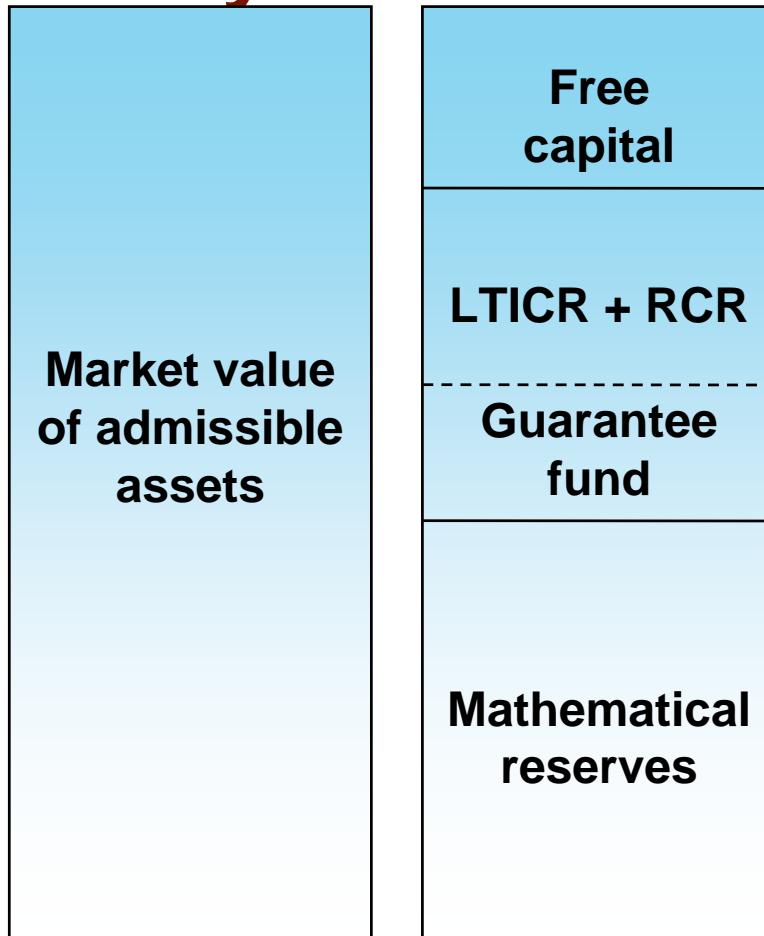 Market value
of admissible
assets
Free
capital
LTICR + RCR
Guarantee
fund
Mathematical
reserves